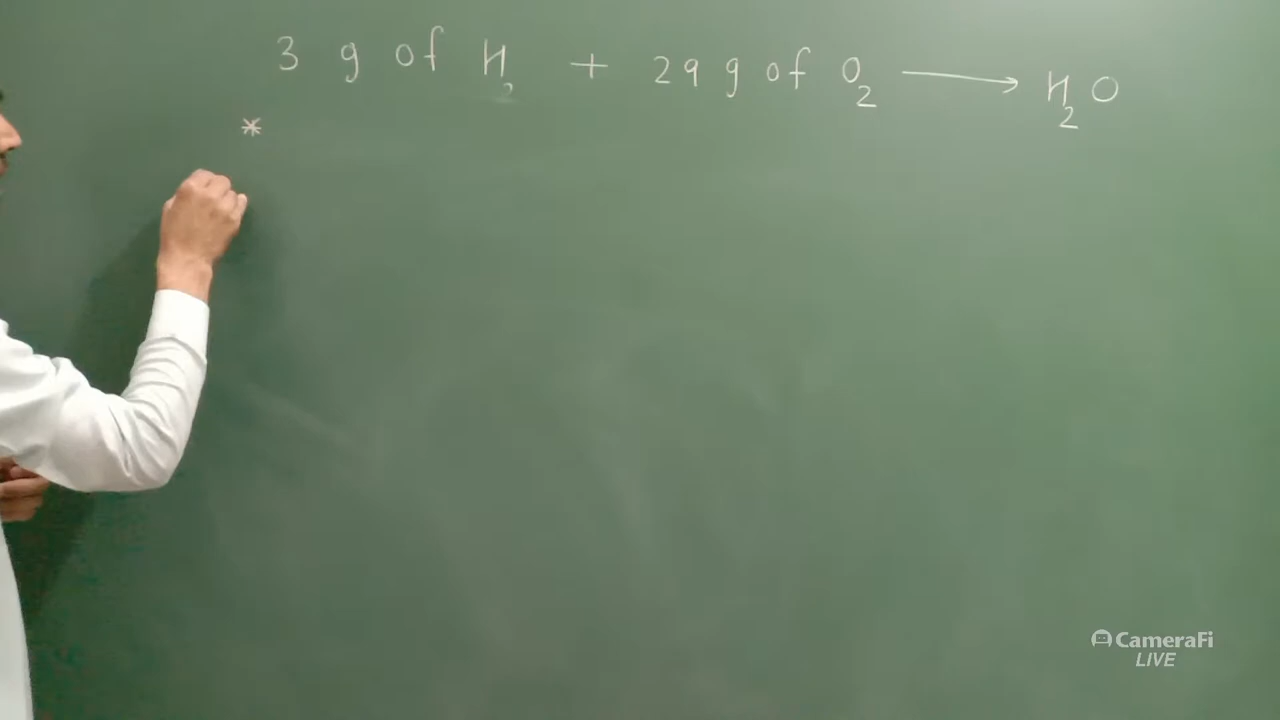 3 g of H₂ + 29 g of O₂ ⟶ H₂O
*
CameraFi
LIVE